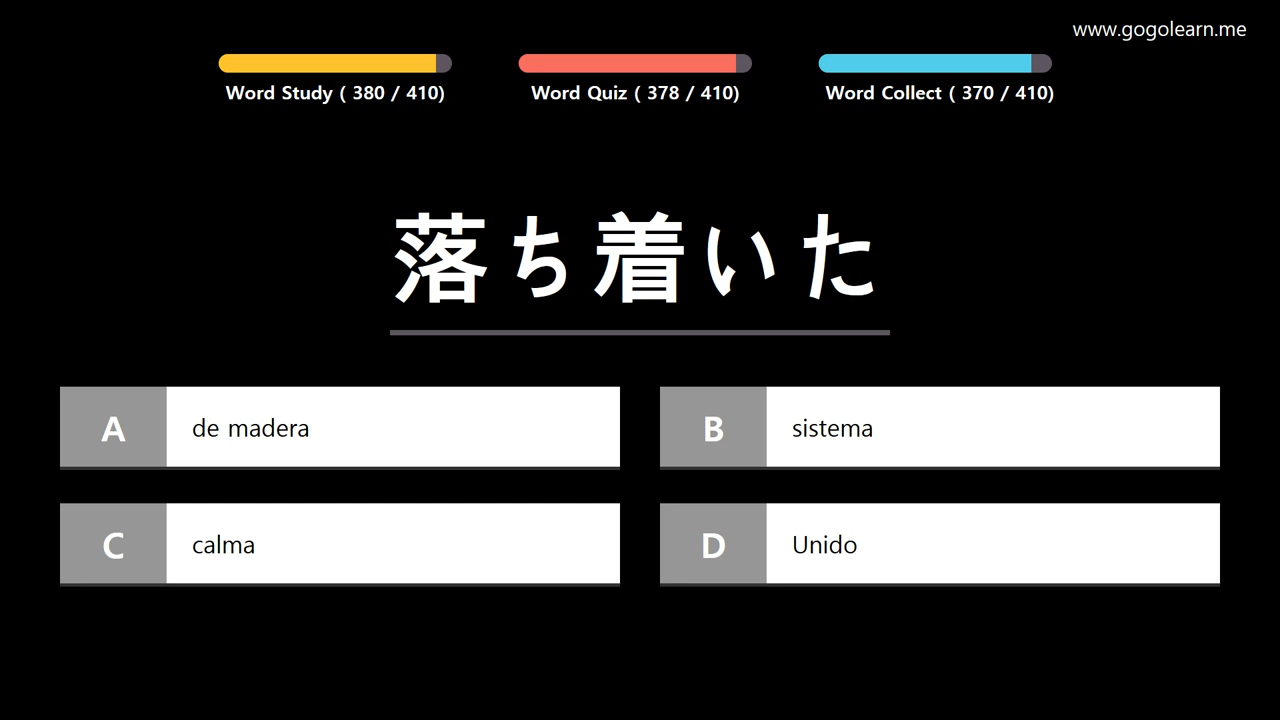 www.gogolearn.me
Word Study ( 380 / 410)
Word Quiz ( 378 / 410)
Word Collect ( 370 / 410)
落ち着いた
A de madera
B sistema
C calma
D Unido